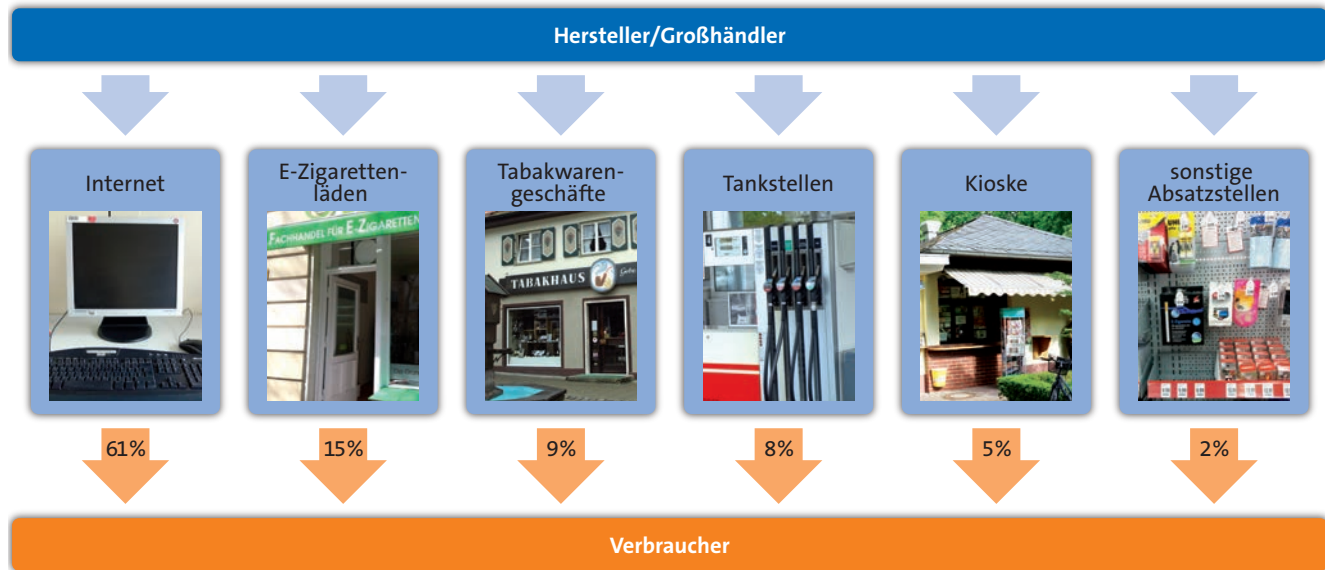 Hersteller/Großhändler
Internet
E-Zigaretten-
läden
Tabakwaren-
geschäfte
Tankstellen
Kioske
sonstige
Absatzstellen
FACHHANDEL FÜR E-ZIGARETTEN
TABAKHAUS
61%
15%
9%
8%
5%
2%
Verbraucher